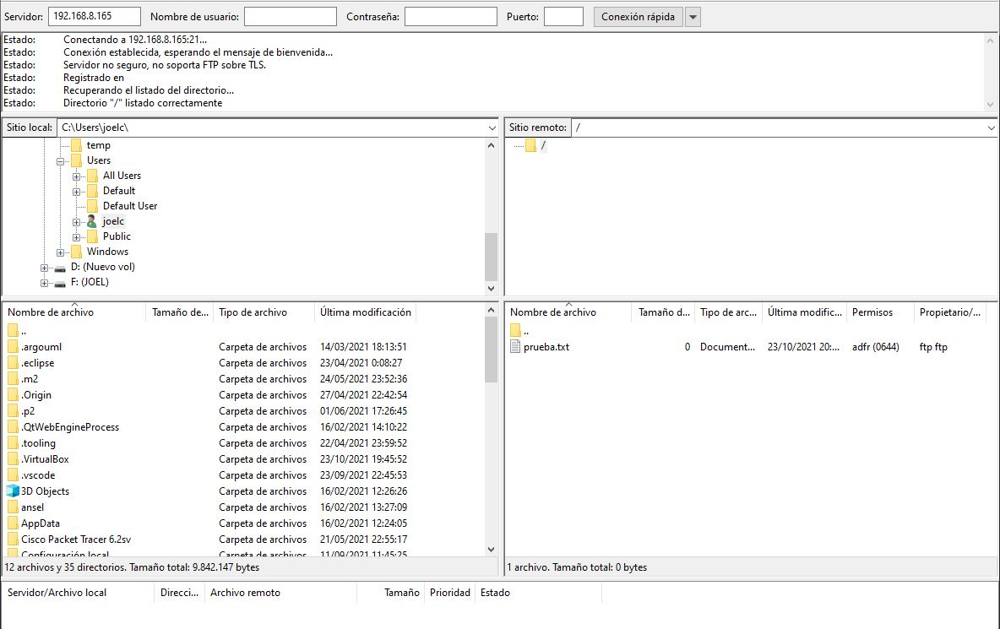 Servidor: 192.168.8.165 Nombre de usuario: Contraseña: Puerto: Conexión rápida
Estado: Conectando a 192.168.8.165:21...
Estado: Conexión establecida, esperando el mensaje de bienvenida...
Estado: Servidor no seguro, no soporta FTP sobre TLS.
Estado: Registrado en
Estado: Recuperando el listado del directorio...
Estado: Directorio "/" listado correctamente
Sitio local: C:\Users\joelc\
temp
Users
All Users
Default
Default User
joelc
Public
Windows
D: (Nuevo vol)
F: (JOEL)
Sitio remoto: /
/
Nombre de archivo Tamaño de... Tipo de archivo Última modificación
..
.argouml Carpeta de archivos 14/03/2021 18:13:51
.eclipse Carpeta de archivos 23/04/2021 0:08:27
.m2 Carpeta de archivos 24/05/2021 23:52:36
.Origin Carpeta de archivos 27/04/2021 22:42:54
.p2 Carpeta de archivos 01/06/2021 17:26:45
.QtWebEngineProcess Carpeta de archivos 16/02/2021 14:10:22
.tooling Carpeta de archivos 22/04/2021 23:59:52
.VirtualBox Carpeta de archivos 23/10/2021 19:45:52
.vscode Carpeta de archivos 23/09/2021 22:45:53
3D Objects Carpeta de archivos 16/02/2021 12:26:26
ansel Carpeta de archivos 16/02/2021 13:27:09
AppData Carpeta de archivos 16/02/2021 12:24:05
Cisco Packet Tracer 6.2sv Carpeta de archivos 21/05/2021 22:55:17
Configuración local Carpeta de archivos 11/09/2021 11:45:25
12 archivos y 35 directorios. Tamaño total: 9.842.147 bytes
Nombre de archivo Tamaño d... Tipo de arc... Última modific... Permisos Propietario/...
..
prueba.txt 0 Document... 23/10/2021 20:... adfr (0644) ftp ftp
1 archivo. Tamaño total: 0 bytes
Servidor/Archivo local Direcci... Archivo remoto Tamaño Prioridad Estado